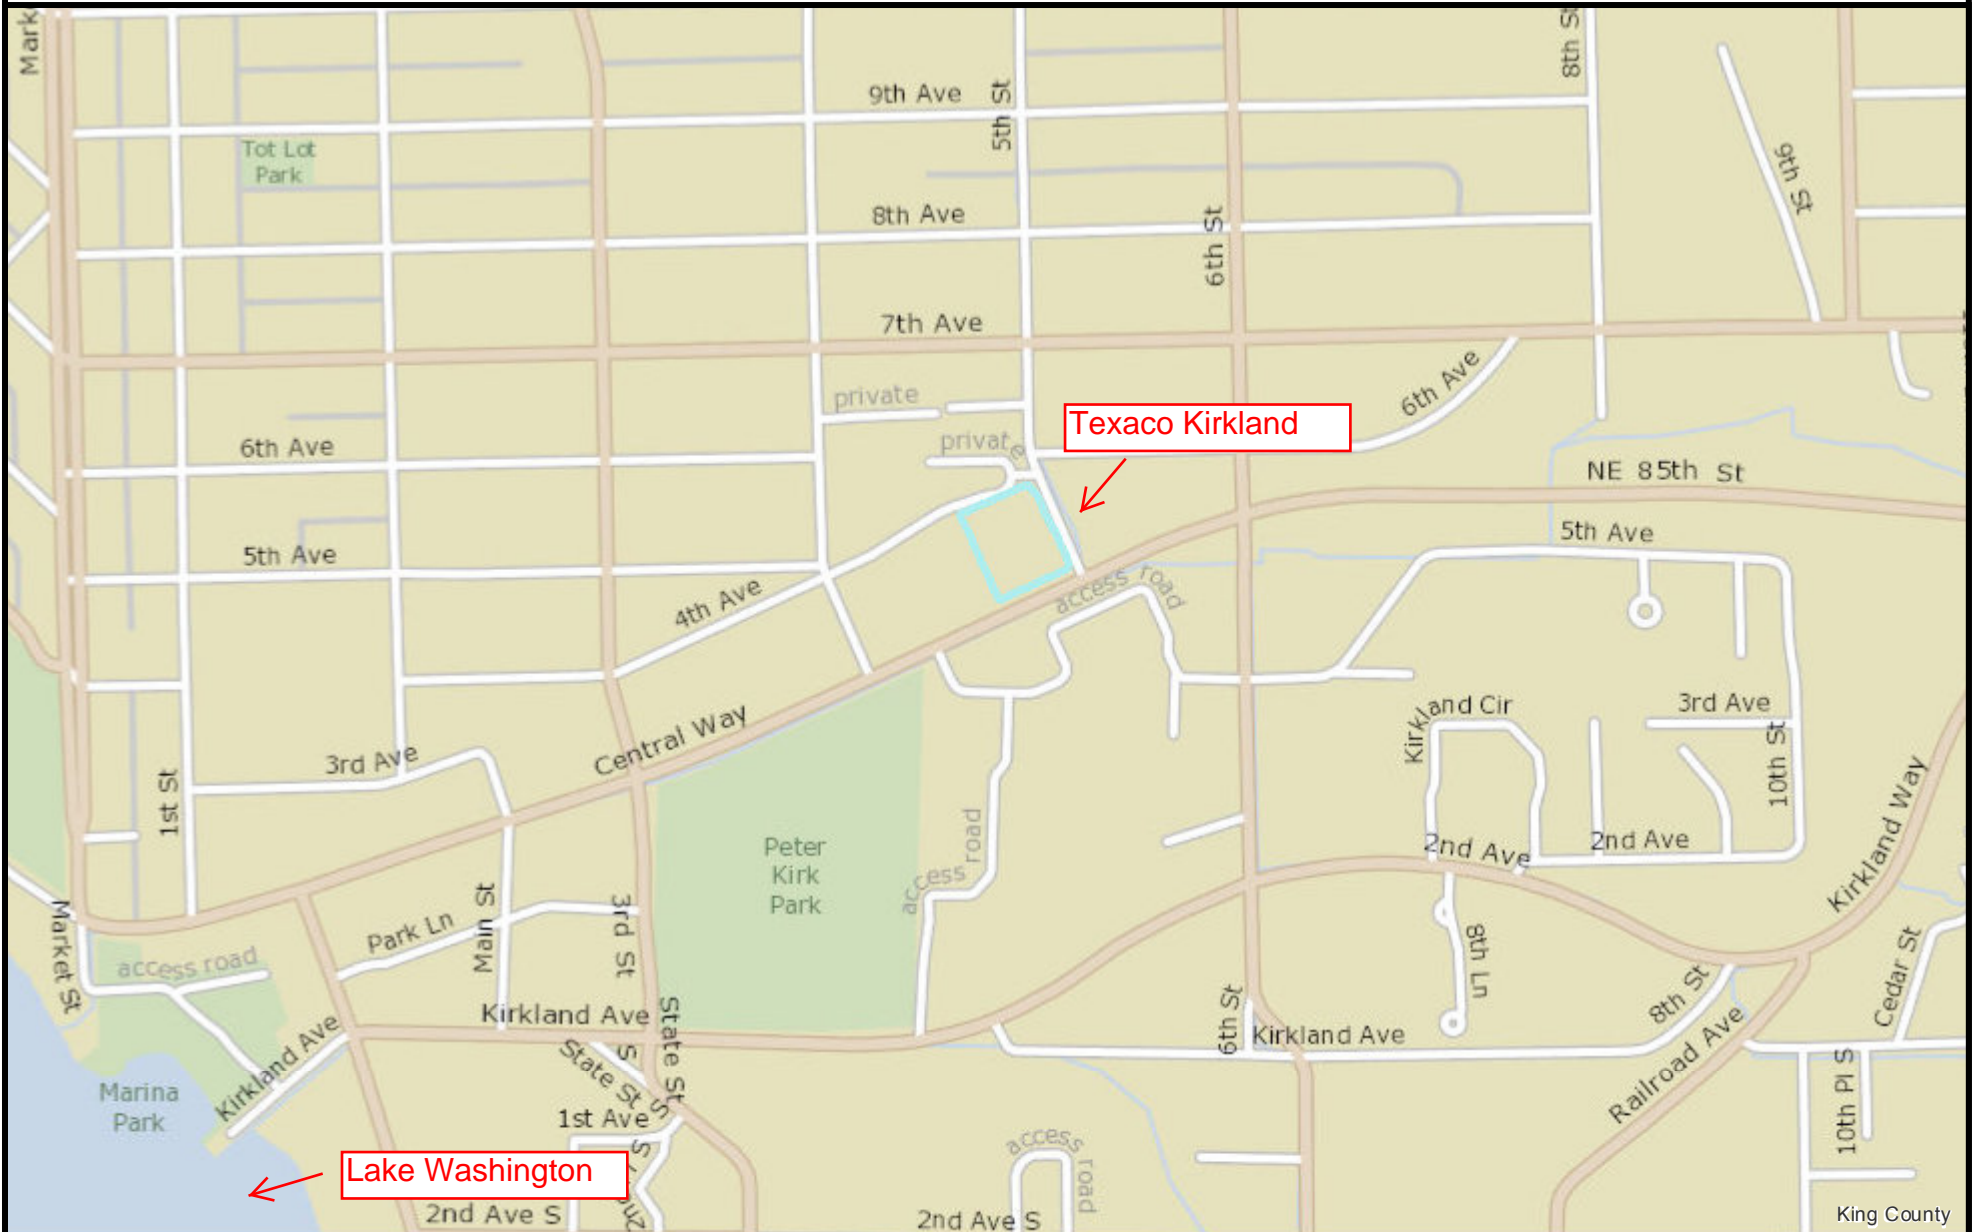 Mark
8th St
9th Ave
5th St
Tot Lot
Park
9th St
8th Ave
6th St
7th Ave
private
6th Ave
Texaco Kirkland
private
6th Ave
NE 85th St
5th Ave
5th Ave
access road
4th Ave
Kirkland Cir
3rd Ave
Central Way
10th St
3rd Ave
1st St
Kirkland Way
Peter
Kirk
Park
access road
2nd Ave
2nd Ave
Main St
3rd St
Park Ln
Market St
access road
8th Ln
Cedar St
8th St
Kirkland Ave
State St
6th St
Kirkland Ave
Railroad Ave
Kirkland Ave
State St S
S
10th Pl S
Marina
Park
1st Ave
S
access road
Lake Washington
2nd Ave S
2nd Ave S
King County